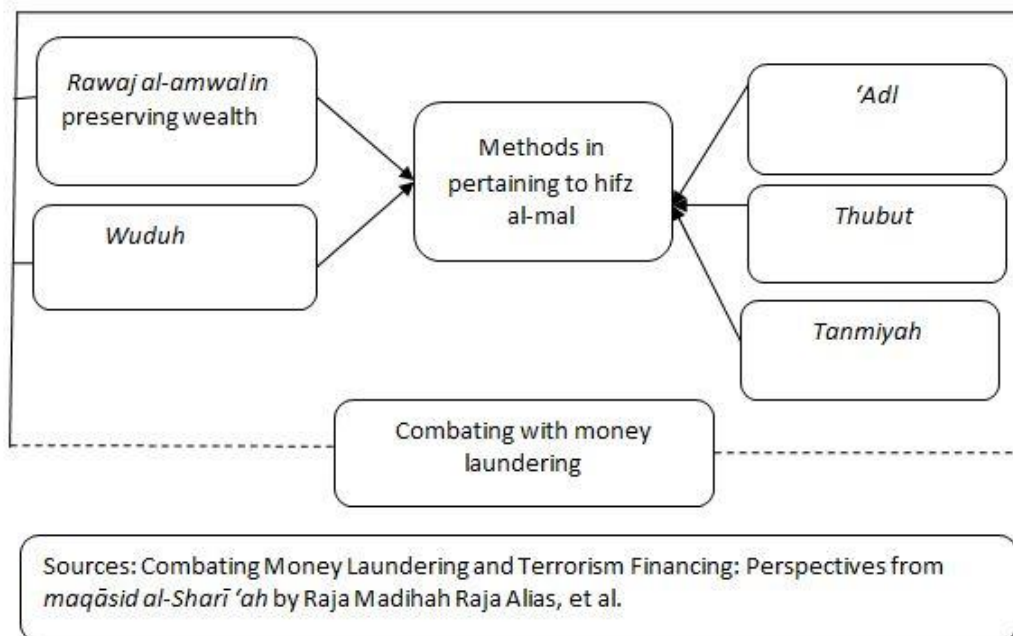 Rawaj al-amwal in
preserving wealth
Wuduh
Methods in
pertaining to hifz
al-mal
‘Adl
Thubut
Tanmiyah
Combating with money
laundering
Sources: Combating Money Laundering and Terrorism Financing: Perspectives from
maqāsid al-Sharī ‘ah by Raja Madihah Raja Alias, et al.